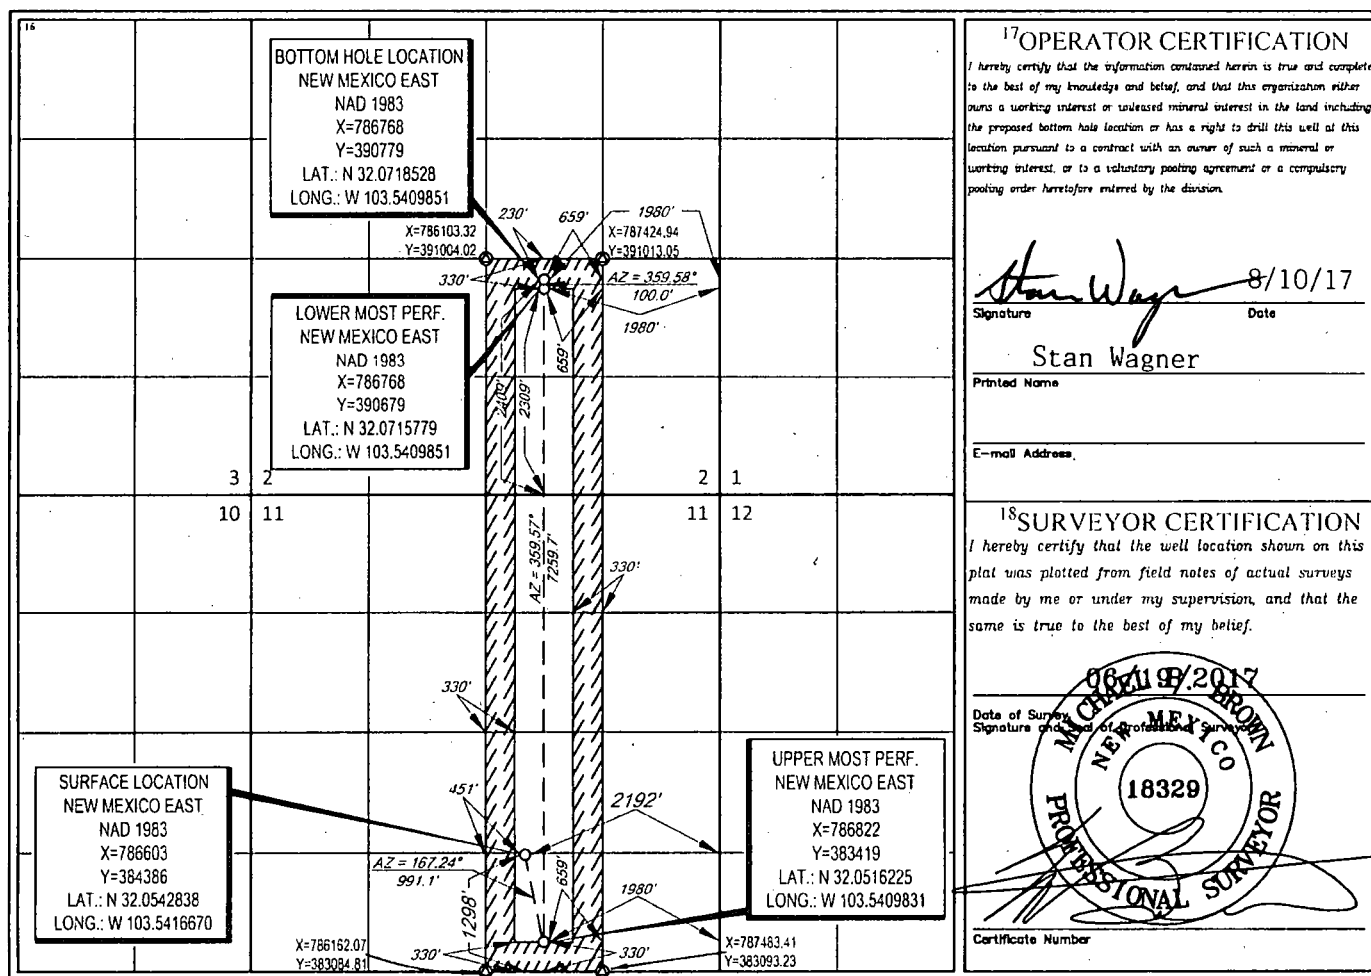 16
BOTTOM HOLE LOCATION
NEW MEXICO EAST
NAD 1983
X=786768
Y=390779
LAT.: N 32.0718528
LONG.: W 103.5409851
230'
659'
1980'
X=786103.32
Y=391004.02
X=787424.94
Y=391013.05
330'
AZ = 359.58°
100.0'
1980'
LOWER MOST PERF.
NEW MEXICO EAST
NAD 1983
X=786768
Y=390679
LAT.: N 32.0715779
LONG.: W 103.5409851
659'
2409'
2309'
3 2
2 1
10 11
11 12
AZ = 359.57°
7259.7'
330'
330'
SURFACE LOCATION
NEW MEXICO EAST
NAD 1983
X=786603
Y=384386
LAT.: N 32.0542838
LONG.: W 103.5416670
451'
2192'
AZ = 167.24°
991.1'
1298'
659'
1980'
UPPER MOST PERF.
NEW MEXICO EAST
NAD 1983
X=786822
Y=383419
LAT.: N 32.0516225
LONG.: W 103.5409831
X=786162.07
Y=383084.81
330'
330'
X=787483.41
Y=383093.23
17 OPERATOR CERTIFICATION
I hereby certify that the information contained herein is true and complete
to the best of my knowledge and belief, and that this organization either
owns a working interest or unleased mineral interest in the land including
the proposed bottom hole location or has a right to drill this well at this
location pursuant to a contract with an owner of such a mineral or
working interest, or to a voluntary pooling agreement or a compulsory
pooling order heretofore entered by the division.
Stan Wagner 8/10/17
Signature Date
Stan Wagner
Printed Name
E-mail Address
18 SURVEYOR CERTIFICATION
I hereby certify that the well location shown on this
plat was plotted from field notes of actual surveys
made by me or under my supervision, and that the
same is true to the best of my belief.
06/19/2017
Date of Survey
Signature and Seal of Professional Surveyor
MICHAEL P. BROWN
NEW MEXICO
18329
PROFESSIONAL SURVEYOR
Certificate Number